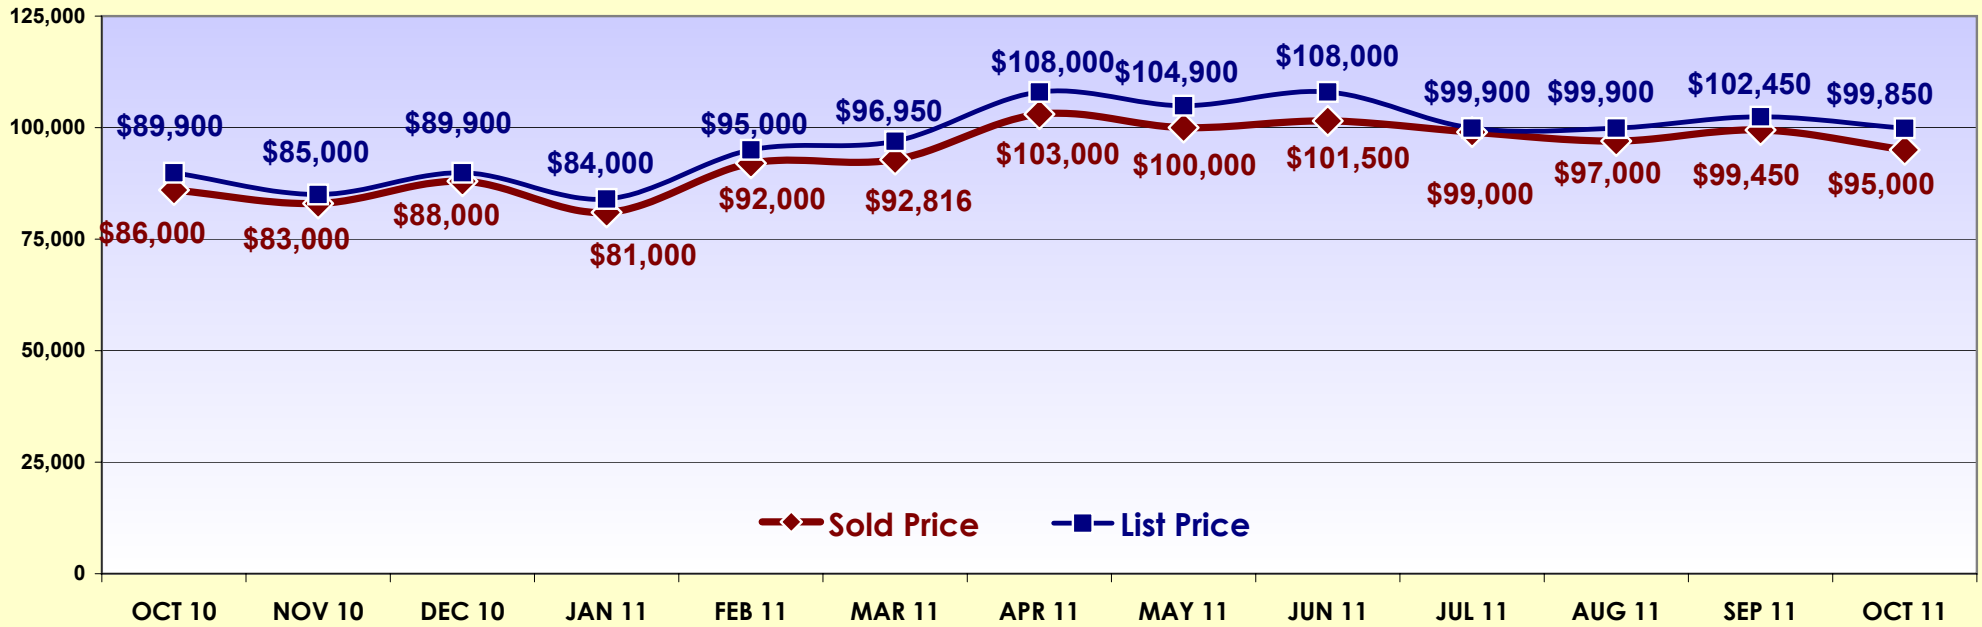 125,000
$108,000
$104,900
$108,000
$99,900
$99,900
$102,450
$99,850
$89,900
$85,000
$89,900
$84,000
$95,000
$96,950
100,000
$86,000
$83,000
$88,000
$81,000
$92,000
$92,816
$103,000
$100,000
$101,500
$99,000
$97,000
$99,450
$95,000
75,000
50,000
25,000
Sold Price
List Price
0
OCT 10
NOV 10
DEC 10
JAN 11
FEB 11
MAR 11
APR 11
MAY 11
JUN 11
JUL 11
AUG 11
SEP 11
OCT 11